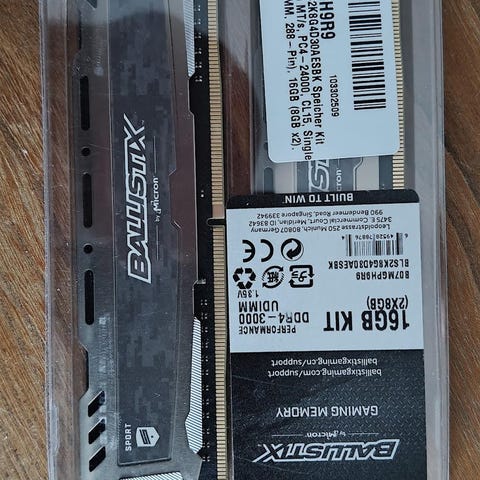 BALLISTIX
by Micron
SPORT
H9R9
2K8G4D30AESBK Speicher Kit
MT/s, PC4-24000, CL15, Single
MM, 288-Pin), 16GB (8GB x2).
103302509
BALLISTIX
by Micron
GAMING MEMORY
ballistixgaming.com/support
ballistixgaming.cn/support
16GB KIT
(2X8GB)
PERFORMANCE
DDR4-3000
UDIMM
1.35V
B07MGPH9R9
BLS2K8G4D30AESBK
CE
Leopoldstrasse 250 Munich, 80807 Germany
3475 E. Commercial Court, Meridian, ID 83642
990 Bendemeer Road, Singapore 339942
BUILT TO WIN